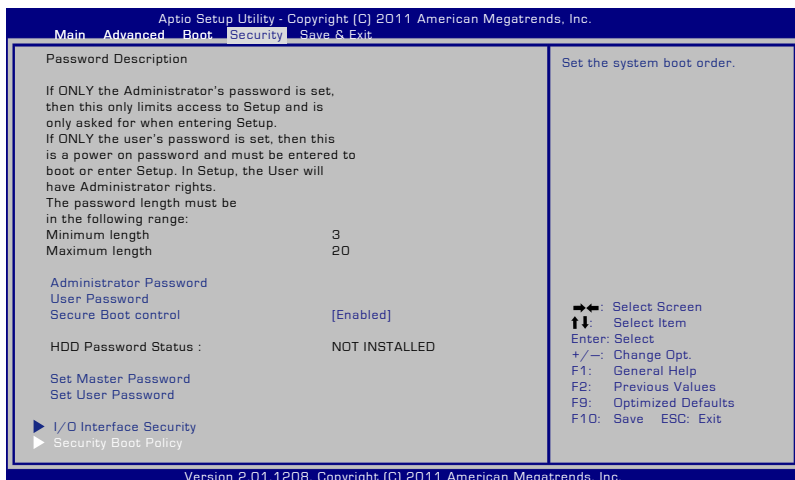 Aptio Setup Utility - Copyright (C) 2011 American Megatrends, Inc.
Main Advanced Boot Security Save & Exit
Password Description
If ONLY the Administrator's password is set,
then this only limits access to Setup and is
only asked for when entering Setup.
If ONLY the user's password is set, then this
is a power on password and must be entered to
boot or enter Setup. In Setup, the User will
have Administrator rights.
The password length must be
in the following range:
Minimum length 3
Maximum length 20
Administrator Password
User Password
Secure Boot control [Enabled]
HDD Password Status : NOT INSTALLED
Set Master Password
Set User Password
I/O Interface Security
Security Boot Policy
Set the system boot order.
→←: Select Screen
↑↓: Select Item
Enter: Select
+/—: Change Opt.
F1: General Help
F2: Previous Values
F9: Optimized Defaults
F10: Save ESC: Exit
Version 2.01.1208. Copyright (C) 2011 American Megatrends, Inc.